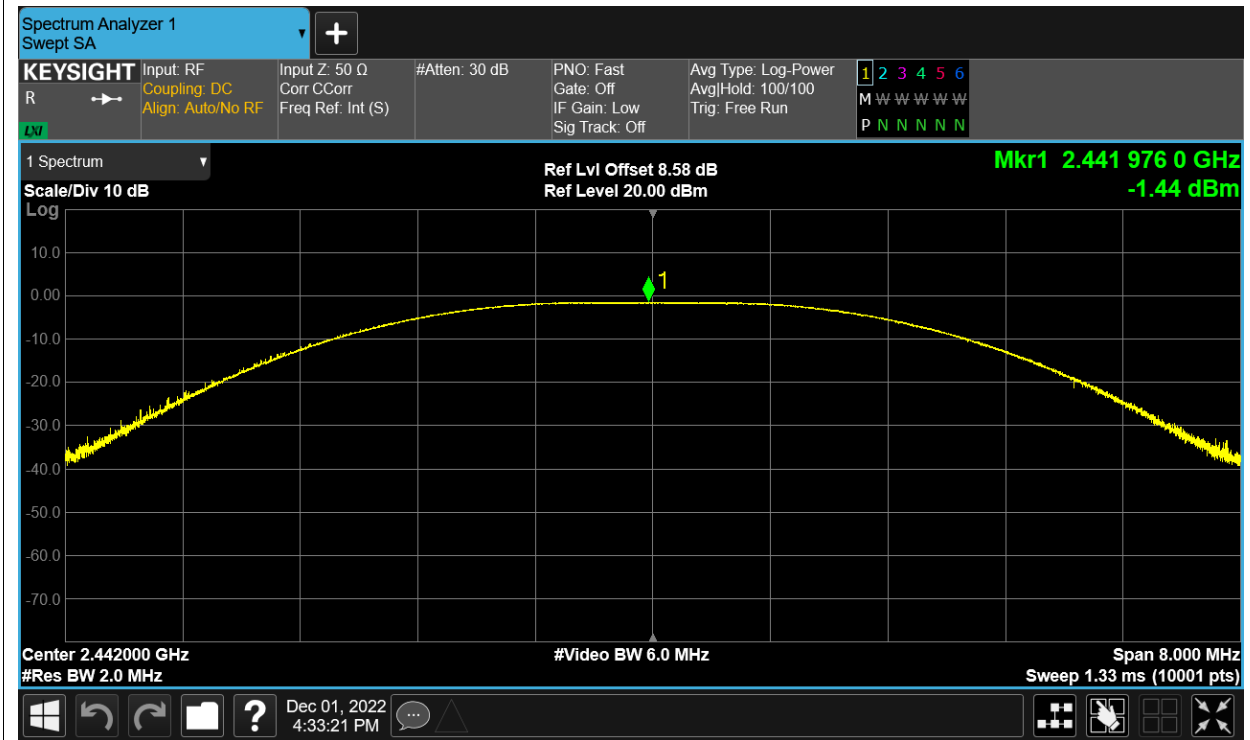 Spectrum Analyzer 1
Swept SA
KEYSIGHT
R
LXI
Input: RF
Coupling: DC
Align: Auto/No RF
Input Z: 50 Ω
Corr CCorr
Freq Ref: Int (S)
#Atten: 30 dB
PNO: Fast
Gate: Off
IF Gain: Low
Sig Track: Off
Avg Type: Log-Power
Avg|Hold: 100/100
Trig: Free Run
1 2 3 4 5 6
M W W W W W
P N N N N N
1 Spectrum
Scale/Div 10 dB
Log
Ref Lvl Offset 8.58 dB
Ref Level 20.00 dBm
Mkr1 2.441 976 0 GHz
-1.44 dBm
1
10.0
0.00
-10.0
-20.0
-30.0
-40.0
-50.0
-60.0
-70.0
Center 2.442000 GHz
#Res BW 2.0 MHz
#Video BW 6.0 MHz
Span 8.000 MHz
Sweep 1.33 ms (10001 pts)
?
Dec 01, 2022
4:33:21 PM